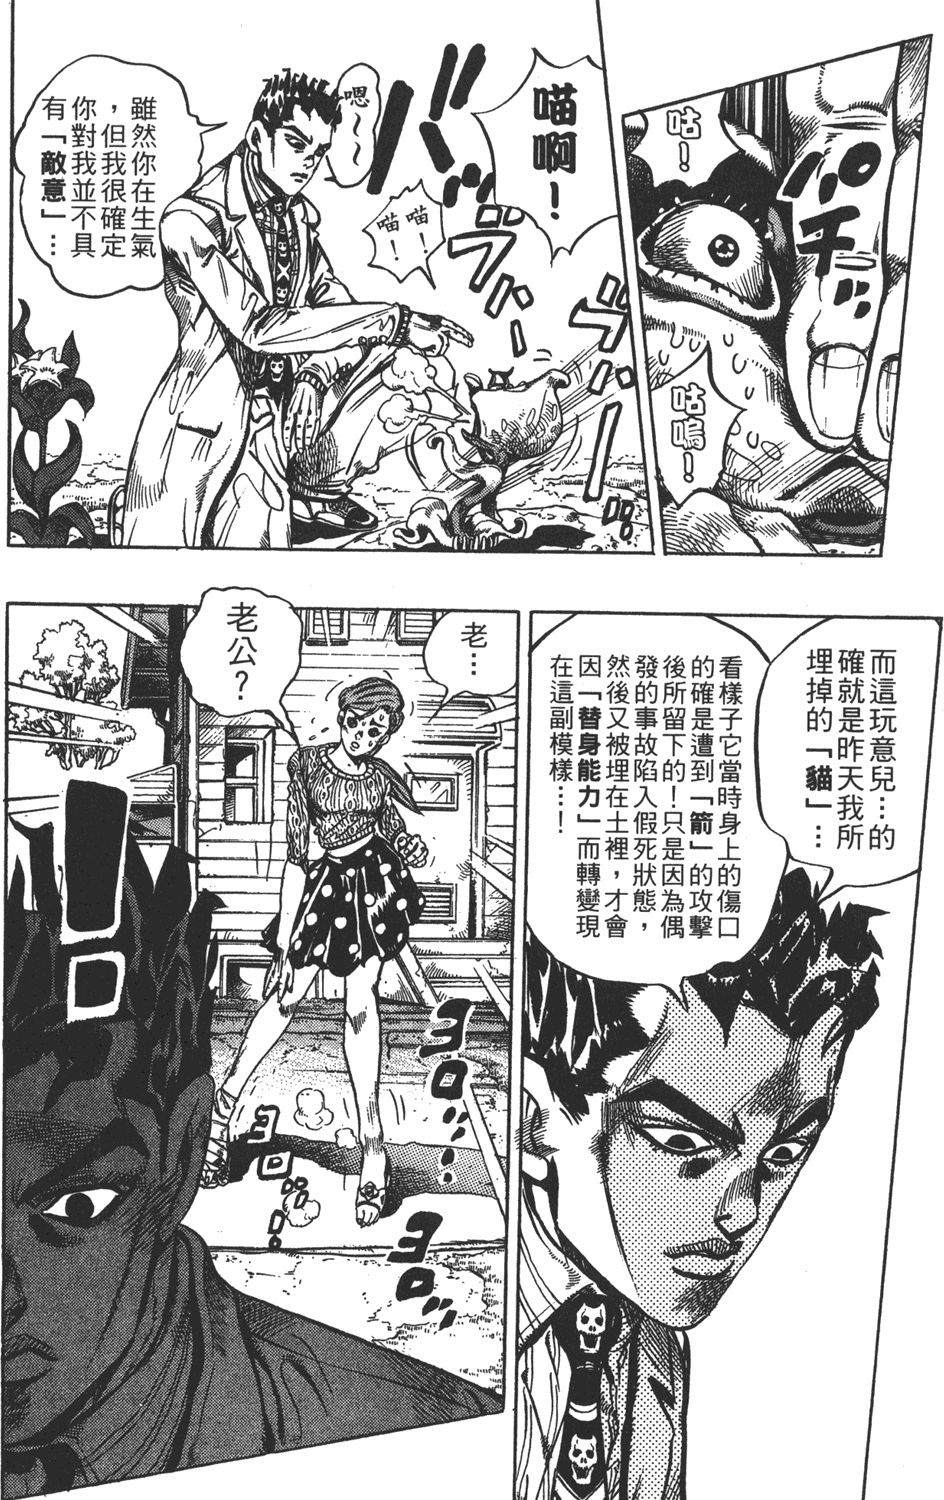 咕！
咕嗚！
喵啊！
喵！
喵！
嗯～～
雖然你在生氣
，但我很確定
你對我並不具
有「敵意」…
而這玩意兒…的
確就是昨天我所
埋掉的「貓」…
看樣子它當時身上的傷口
的確是遭到「箭」的攻擊
後所留下的！只是因為偶
發的事故陷入假死狀態，
然後又被埋在土裡，才會
因「替身能力」而轉變現
在這副模樣…！
老…
老公？
！
ヨロ…
ヨロ…